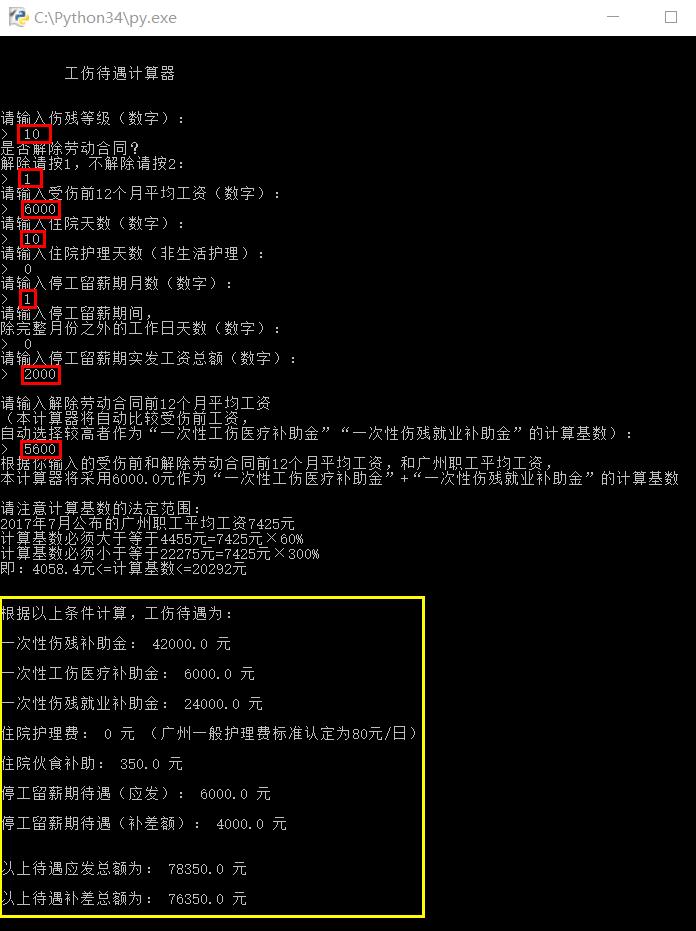 C:\Python34\py.exe
工伤待遇计算器
请输入伤残等级（数字）:
> 10
是否解除劳动合同？
解除请按1，不解除请按2:
> 1
请输入受伤前12个月平均工资（数字）:
> 6000
请输入住院天数（数字）:
> 10
请输入住院护理天数（非生活护理）:
> 0
请输入停工留薪期月数（数字）:
> 1
请输入停工留薪期间，
除完整月份之外的工作日天数（数字）:
> 0
请输入停工留薪期实发工资总额（数字）:
> 2000
请输入解除劳动合同前12个月平均工资
（本计算器将自动比较受伤前工资，
自动选择较高者作为“一次性工伤医疗补助金”“一次性伤残就业补助金”的计算基数）:
> 5600
根据你输入的受伤前和解除劳动合同前12个月平均工资，和广州职工平均工资，
本计算器将采用6000.0元作为“一次性工伤医疗补助金”+“一次性伤残就业补助金”的计算基数
请注意计算基数的法定范围:
2017年7月公布的广州职工平均工资7425元
计算基数必须大于等于4455元=7425元×60%
计算基数必须小于等于22275元=7425元×300%
即: 4058.4元<=计算基数<=20292元
根据以上条件计算，工伤待遇为:
一次性伤残补助金: 42000.0 元
一次性工伤医疗补助金: 6000.0 元
一次性伤残就业补助金: 24000.0 元
住院护理费: 0 元 （广州一般护理费标准认定为80元/日）
住院伙食补助: 350.0 元
停工留薪期待遇（应发）: 6000.0 元
停工留薪期待遇（补差额）: 4000.0 元
以上待遇应发总额为: 78350.0 元
以上待遇补差总额为: 76350.0 元